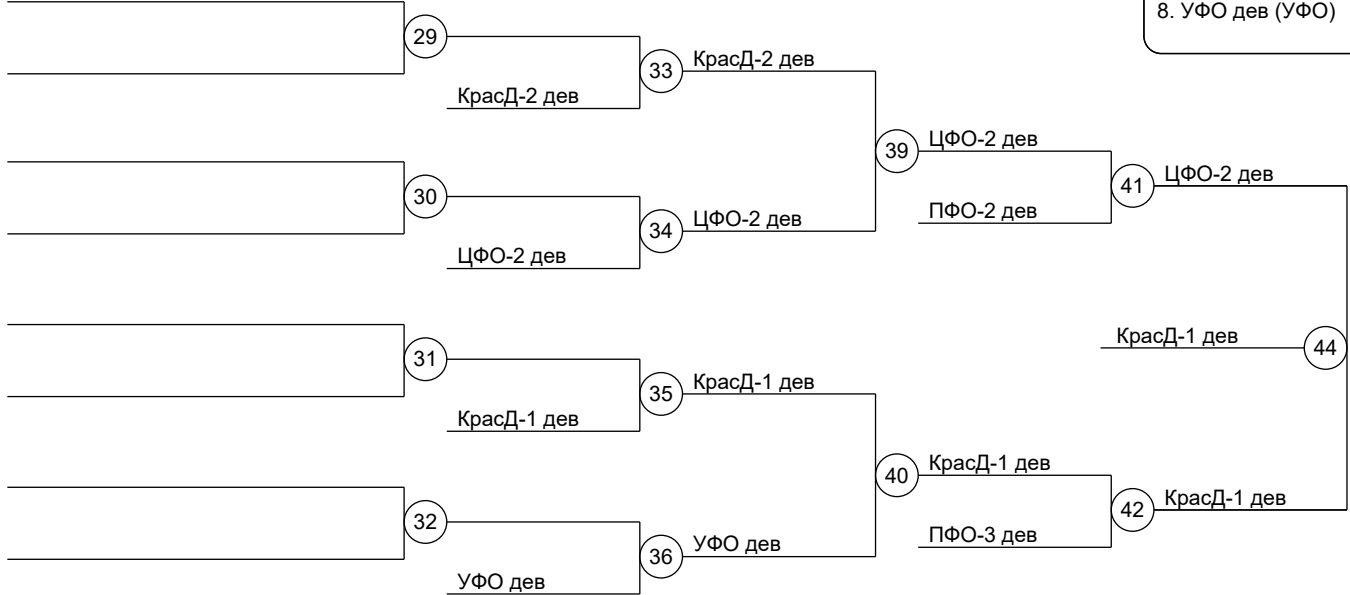 8. УФО дев (УФО)
29
33
КрасД-2 дев
КрасД-2 дев
39
ЦФО-2 дев
30
41
ЦФО-2 дев
34
ЦФО-2 дев
ПФО-2 дев
ЦФО-2 дев
КрасД-1 дев
44
31
35
КрасД-1 дев
КрасД-1 дев
40
КрасД-1 дев
32
42
КрасД-1 дев
36
УФО дев
ПФО-3 дев
УФО дев